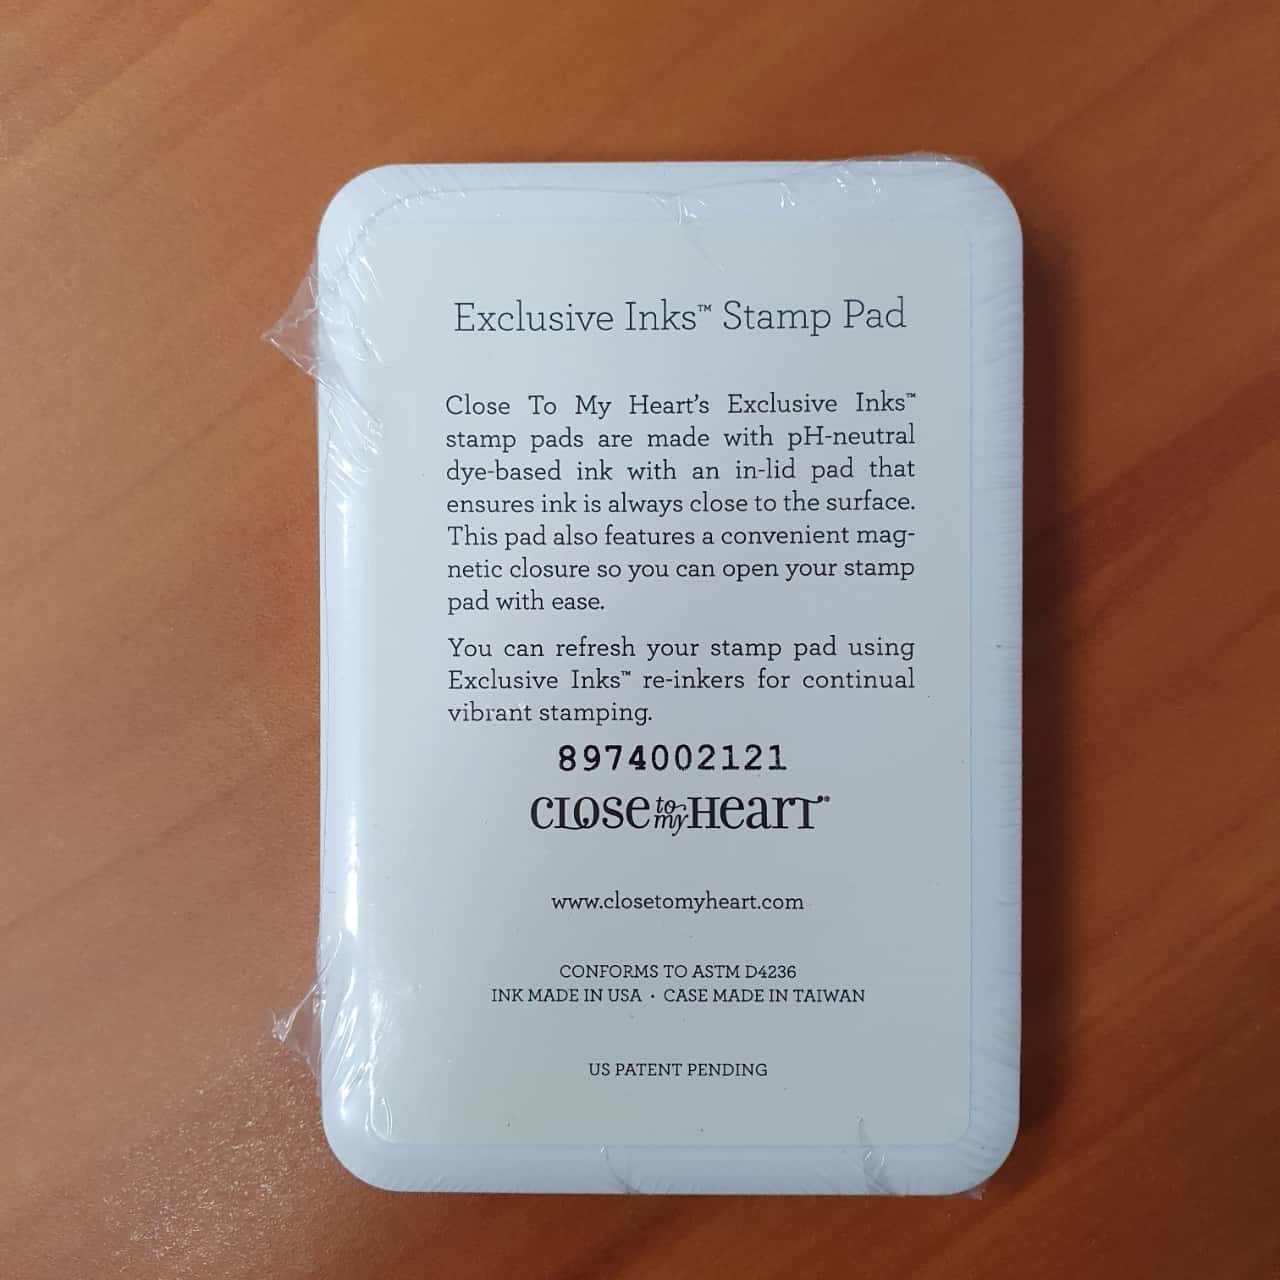 Exclusive Inks™ Stamp Pad
Close To My Heart's Exclusive Inks™
stamp pads are made with pH-neutral
dye-based ink with an in-lid pad that
ensures ink is always close to the surface.
This pad also features a convenient mag-
netic closure so you can open your stamp
pad with ease.
You can refresh your stamp pad using
Exclusive Inks™ re-inkers for continual
vibrant stamping.
8974002121
CLOSE to my HEART®
www.closetomyheart.com
CONFORMS TO ASTM D4236
INK MADE IN USA · CASE MADE IN TAIWAN
US PATENT PENDING